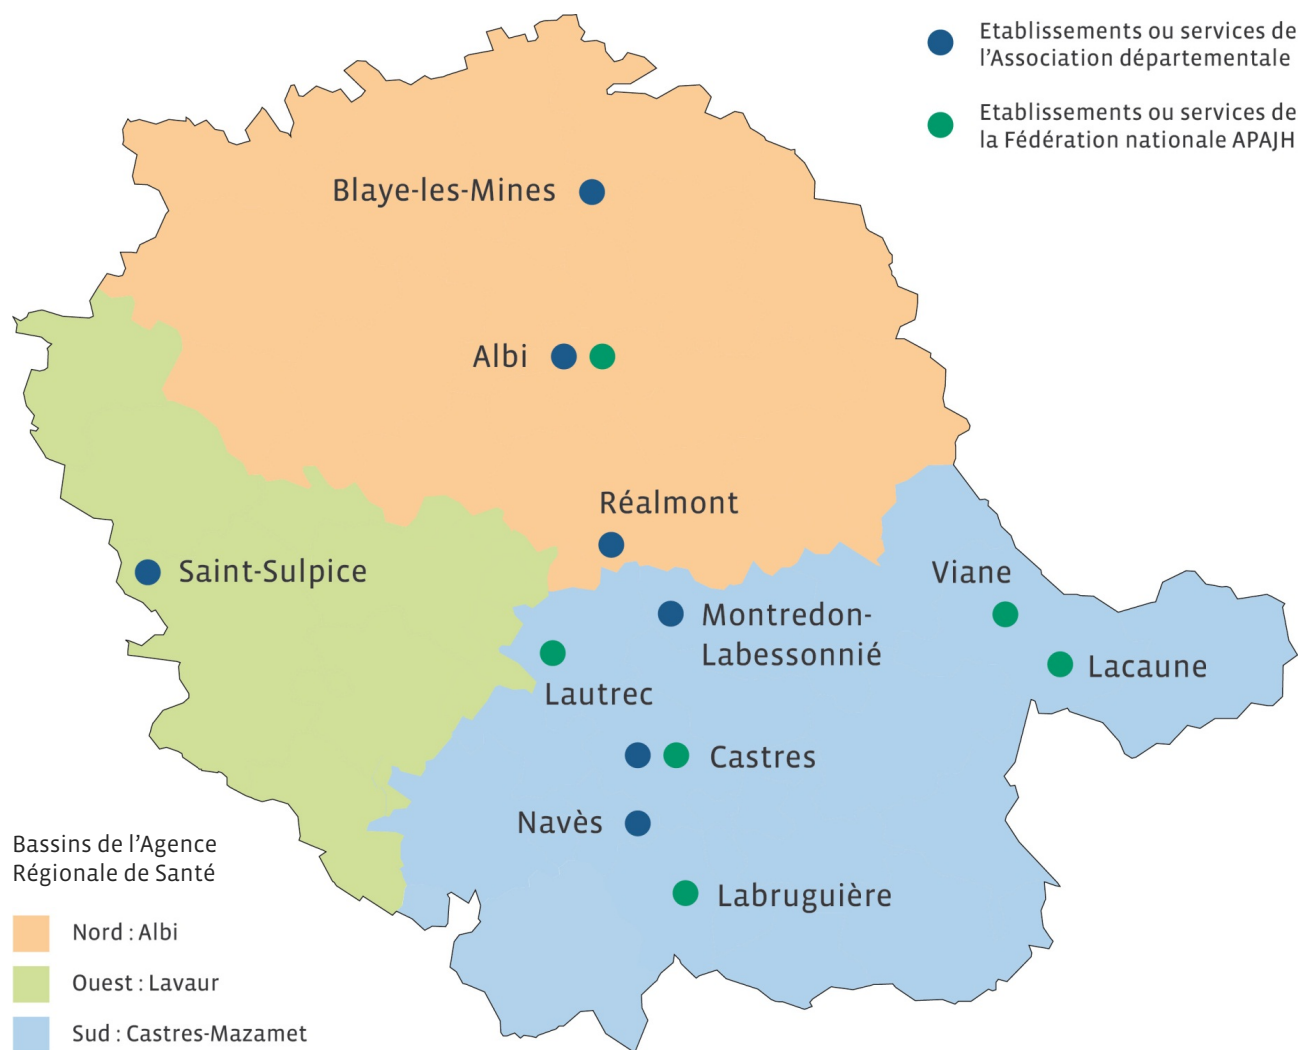 Etablissements ou services de
l’Association départementale
Etablissements ou services de
la Fédération nationale APAJH
Blaye-les-Mines
Albi
Réalmont
Saint-Sulpice
Viane
Montredon-
Labessonnié
Lacaune
Lautrec
Castres
Navès
Labruguière
Bassins de l’Agence
Régionale de Santé
Nord : Albi
Ouest : Lavaur
Sud : Castres-Mazamet